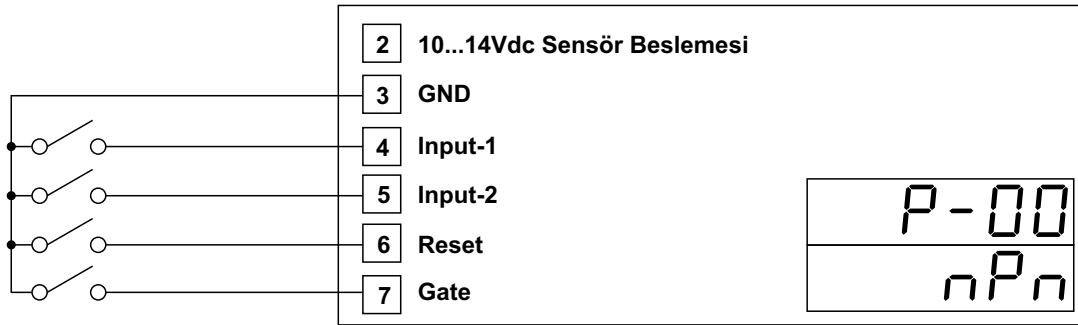 2 10...14Vdc Sensör Beslemesi
3 GND
4 Input-1
5 Input-2
6 Reset
7 Gate
P-00
nPn